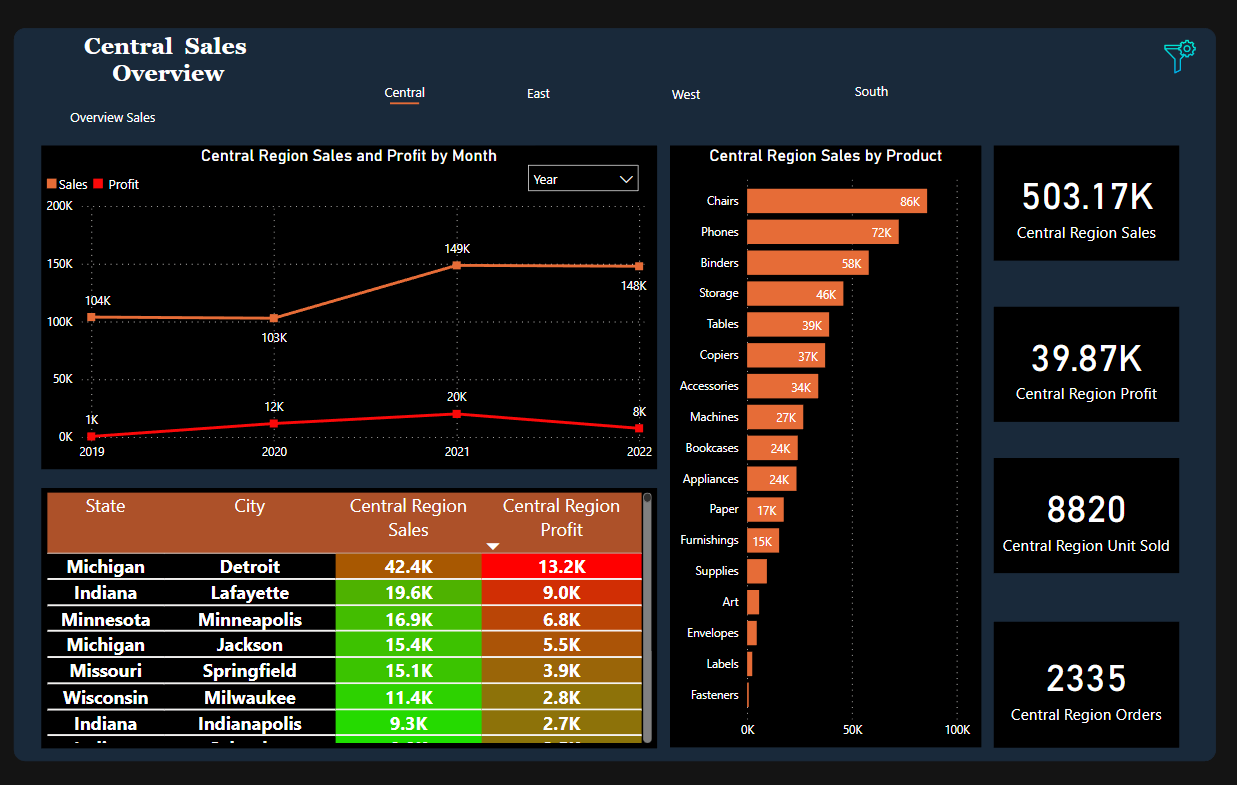 Central Sales
Overview
Central
East
West
South
Overview Sales
Central Region Sales and Profit by Month
Year
Sales Profit
200K
150K
100K
50K
0K
104K
103K
149K
148K
1K
12K
20K
8K
2019
2020
2021
2022
State City Central Region Sales Central Region Profit
Michigan Detroit 42.4K 13.2K
Indiana Lafayette 19.6K 9.0K
Minnesota Minneapolis 16.9K 6.8K
Michigan Jackson 15.4K 5.5K
Missouri Springfield 15.1K 3.9K
Wisconsin Milwaukee 11.4K 2.8K
Indiana Indianapolis 9.3K 2.7K
Central Region Sales by Product
Chairs 86K
Phones 72K
Binders 58K
Storage 46K
Tables 39K
Copiers 37K
Accessories 34K
Machines 27K
Bookcases 24K
Appliances 24K
Paper 17K
Furnishings 15K
Supplies
Art
Envelopes
Labels
Fasteners
0K 50K 100K
503.17K
Central Region Sales
39.87K
Central Region Profit
8820
Central Region Unit Sold
2335
Central Region Orders